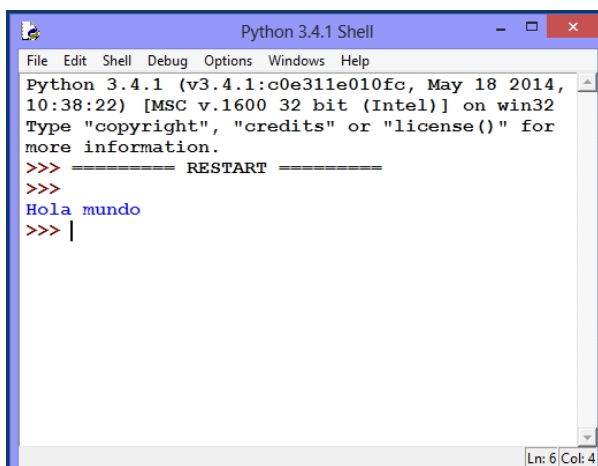 Python 3.4.1 Shell
File Edit Shell Debug Options Windows Help
Python 3.4.1 (v3.4.1:c0e311e010fc, May 18 2014,
10:38:22) [MSC v.1600 32 bit (Intel)] on win32
Type "copyright", "credits" or "license()" for
more information.
>>> ========= RESTART =========
>>>
Hola mundo
>>>
Ln: 6 Col: 4